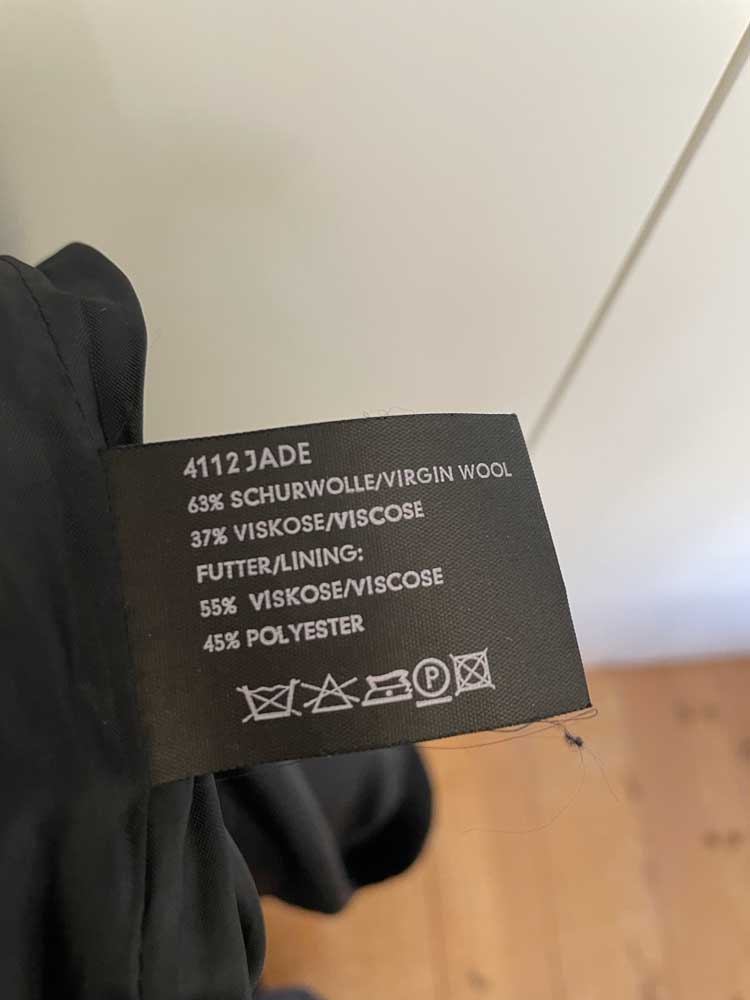 4112 JADE
63% SCHURWOLLE/VIRGIN WOOL
37% VISKOSE/VISCOSE
FUTTER/LINING:
55% VISKOSE/VISCOSE
45% POLYESTER
P